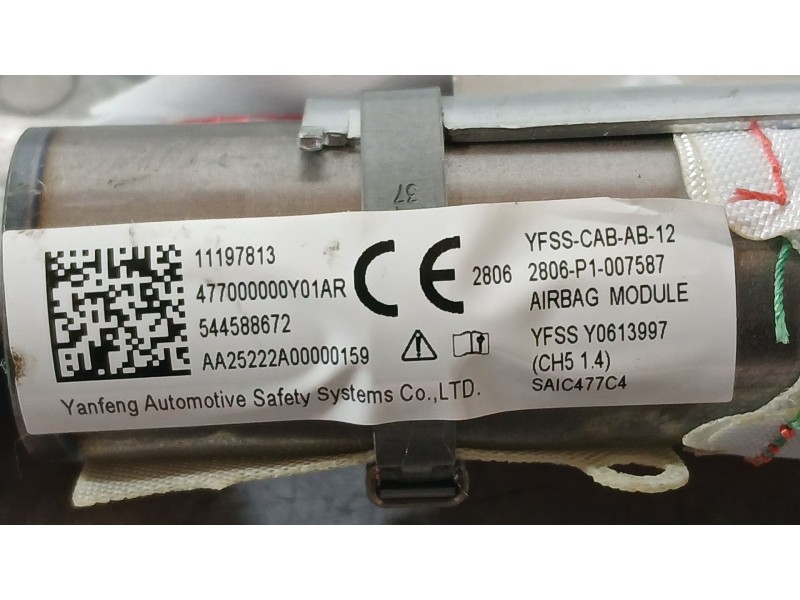 37
11197813
477000000Y01AR
544588672
AA25222A00000159
CE 2806
YFSS-CAB-AB-12
2806-P1-007587
AIRBAG MODULE
YFSS Y0613997
(CH5 1.4)
SAIC477C4
Yanfeng Automotive Safety Systems Co.,LTD.